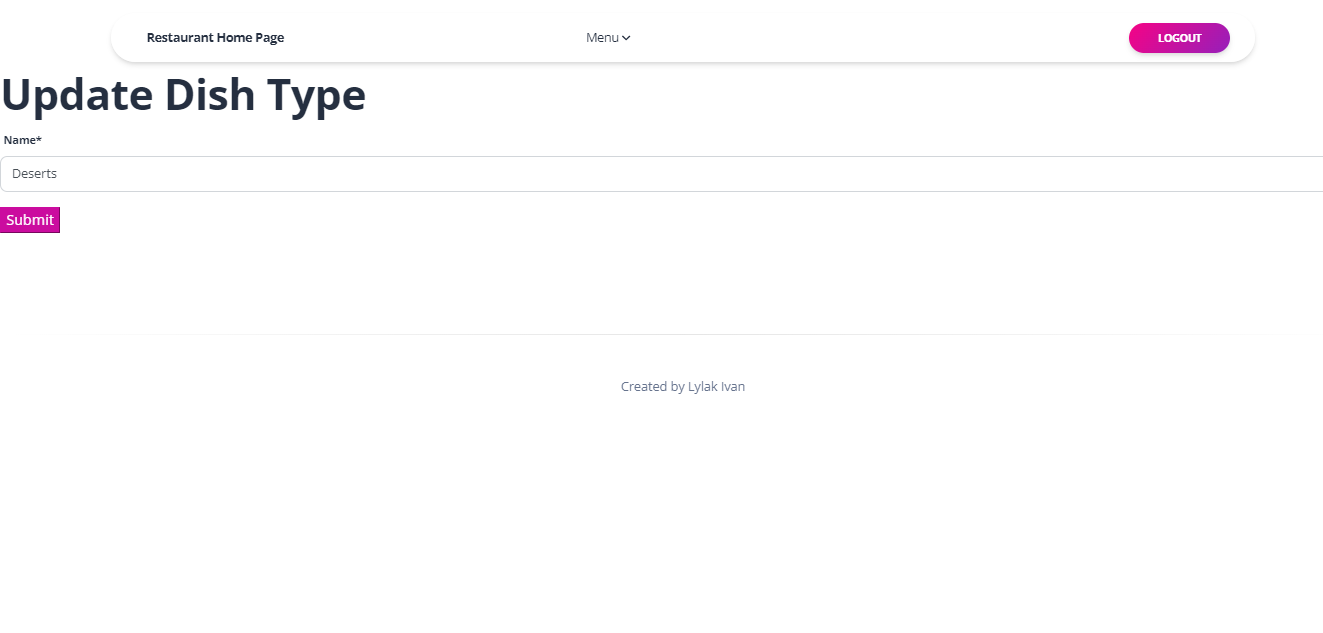 Restaurant Home Page
Menu
LOGOUT
Update Dish Type
Name*
Deserts
Submit
Created by Lylak Ivan